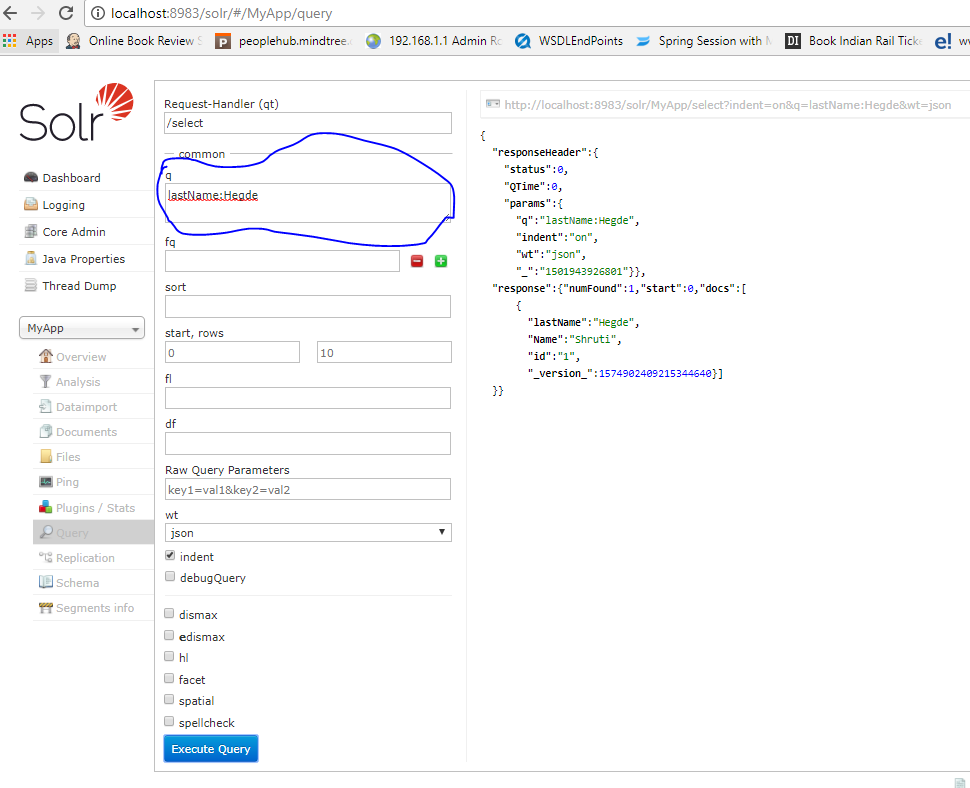 localhost:8983/solr/#/MyApp/query
Apps Online Book Review S peoplehub.mindtree. 192.168.1.1 Admin Ro WSDLEndPoints Spring Session with M Book Indian Rail Ticke
Solr
Dashboard
Logging
Core Admin
Java Properties
Thread Dump
MyApp
Overview
Analysis
Dataimport
Documents
Files
Ping
Plugins / Stats
Query
Replication
Schema
Segments info
Request-Handler (qt)
/select
common
q
lastName:Hegde
fq
sort
start, rows
0 10
fl
df
Raw Query Parameters
key1=val1&key2=val2
wt
json
indent
debugQuery
dismax
edismax
hl
facet
spatial
spellcheck
Execute Query
http://localhost:8983/solr/MyApp/select?indent=on&q=lastName:Hegde&wt=json
{
"responseHeader":{
"status":0,
"QTime":0,
"params":{
"q":"lastName:Hegde",
"indent":"on",
"wt":"json",
"_":"1501943926801"}},
"response":{"numFound":1,"start":0,"docs":[
{
"lastName":"Hegde",
"Name":"Shruti",
"id":"1",
"_version_":1574902409215344640}]
}}